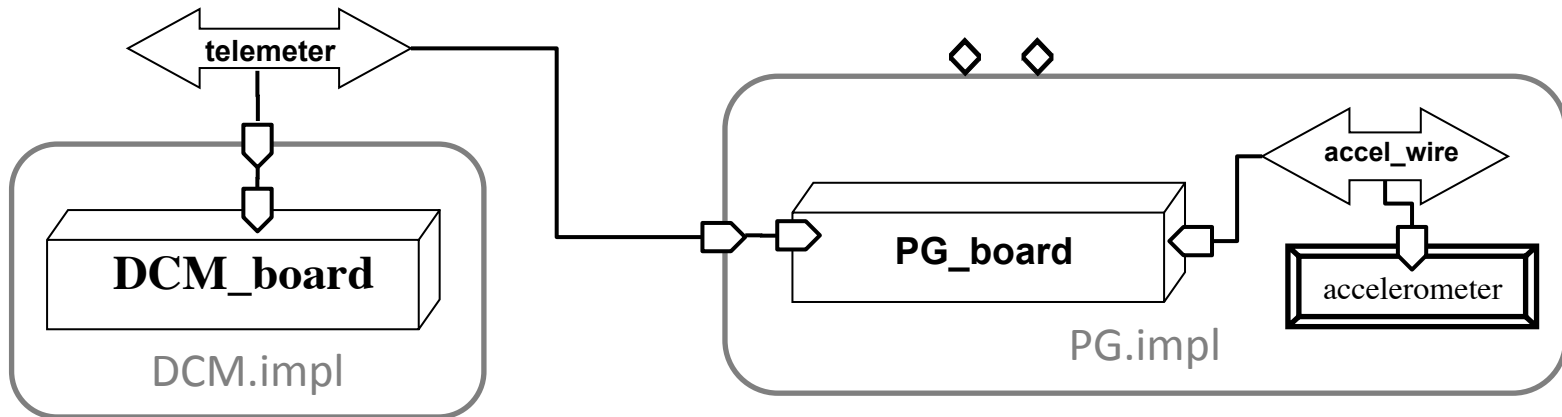 telemeter
DCM_board
DCM.impl
PG_board
accel_wire
accelerometer
PG.impl